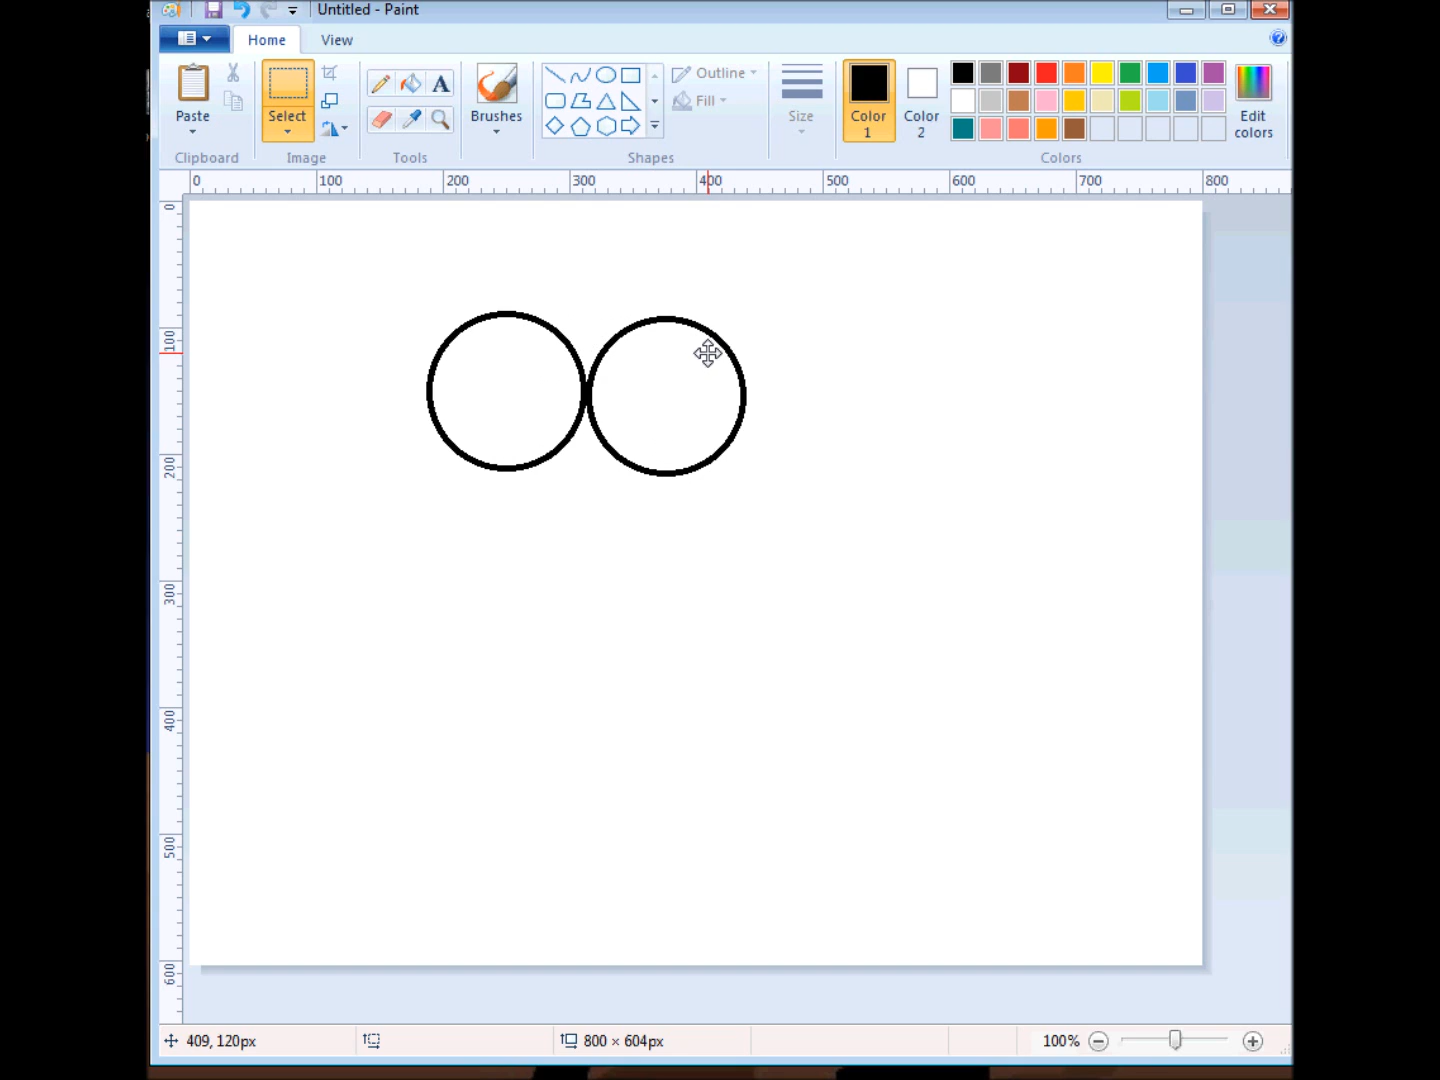 Untitled - Paint
Home View
Paste Select Brushes Outline Fill Size Color 1 Color 2 Edit colors
Clipboard Image Tools Shapes Colors
0 100 200 300 400 500 600 700 800
0
100
200
300
400
500
600
409, 120px 800 × 604px 100%